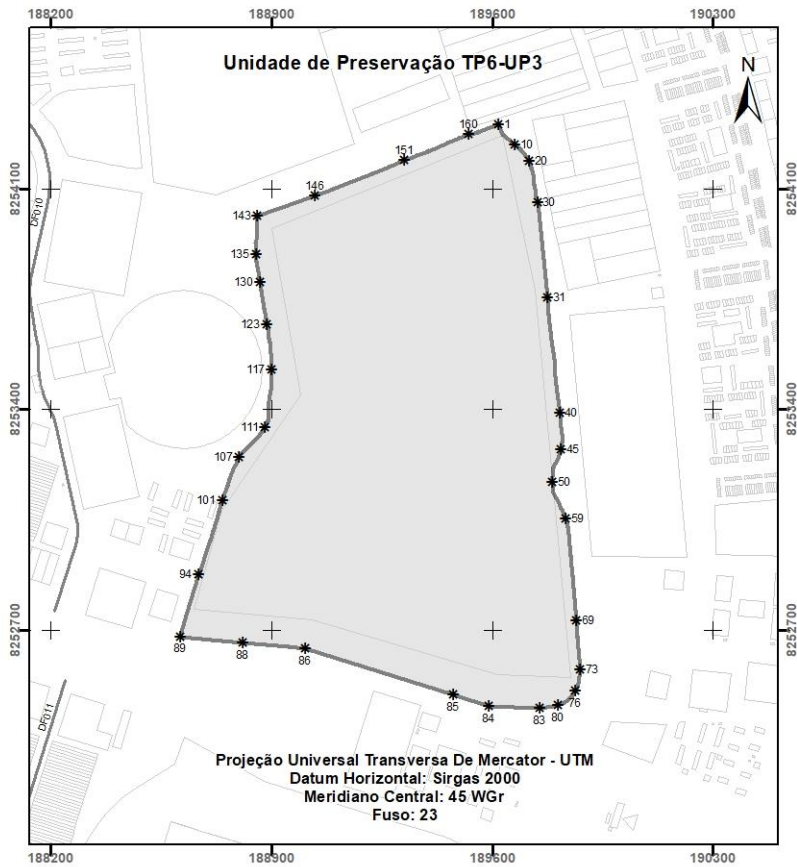 188200 188900 189600 190300
Unidade de Preservação TP6-UP3
N
160 1
10
151 20
8254100 8254100
146 30
143
DF010
135
130 31
123
117
8253400 40 8253400
111
45
107
50
101 59
94
8252700 69 8252700
89
88 86 73
76
DF011
85 84 83 80
Projeção Universal Transversa De Mercator - UTM
Datum Horizontal: Sirgas 2000
Meridiano Central: 45 WGr
Fuso: 23
188200 188900 189600 190300